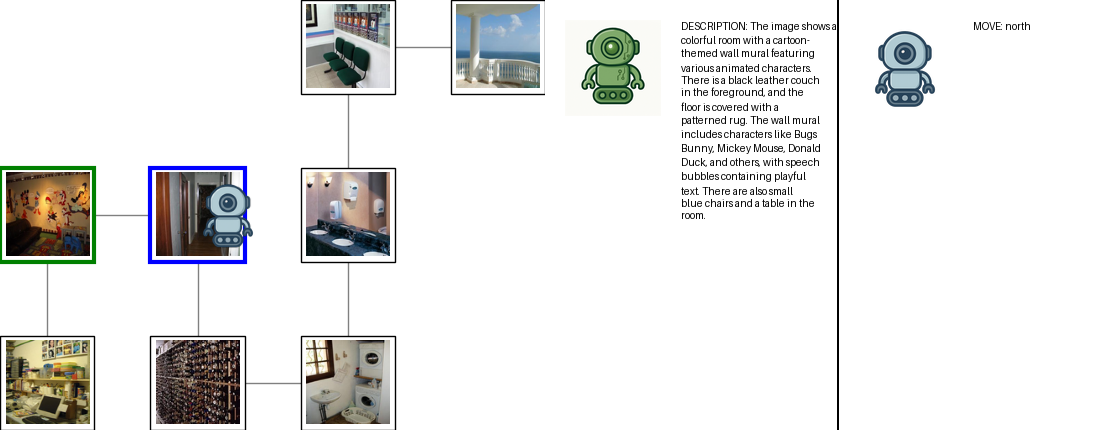 DESCRIPTION: The image shows a
colorful room with a cartoon-
themed wall mural featuring
various animated characters.
There is a black leather couch
in the foreground, and the
floor is covered with a
patterned rug. The wall mural
includes characters like Bugs
Bunny, Mickey Mouse, Donald
Duck, and others, with speech
bubbles containing playful
text. There are also small
blue chairs and a table in the
room.
MOVE: north